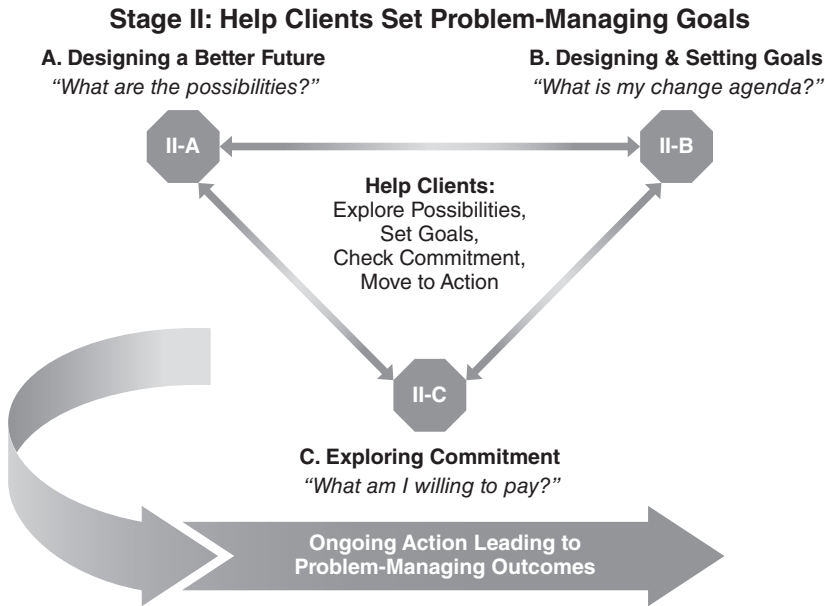 Stage II: Help Clients Set Problem-Managing Goals
A. Designing a Better Future
“What are the possibilities?”
B. Designing & Setting Goals
“What is my change agenda?”
II-A
II-B
Help Clients:
Explore Possibilities,
Set Goals,
Check Commitment,
Move to Action
II-C
C. Exploring Commitment
“What am I willing to pay?”
Ongoing Action Leading to
Problem-Managing Outcomes